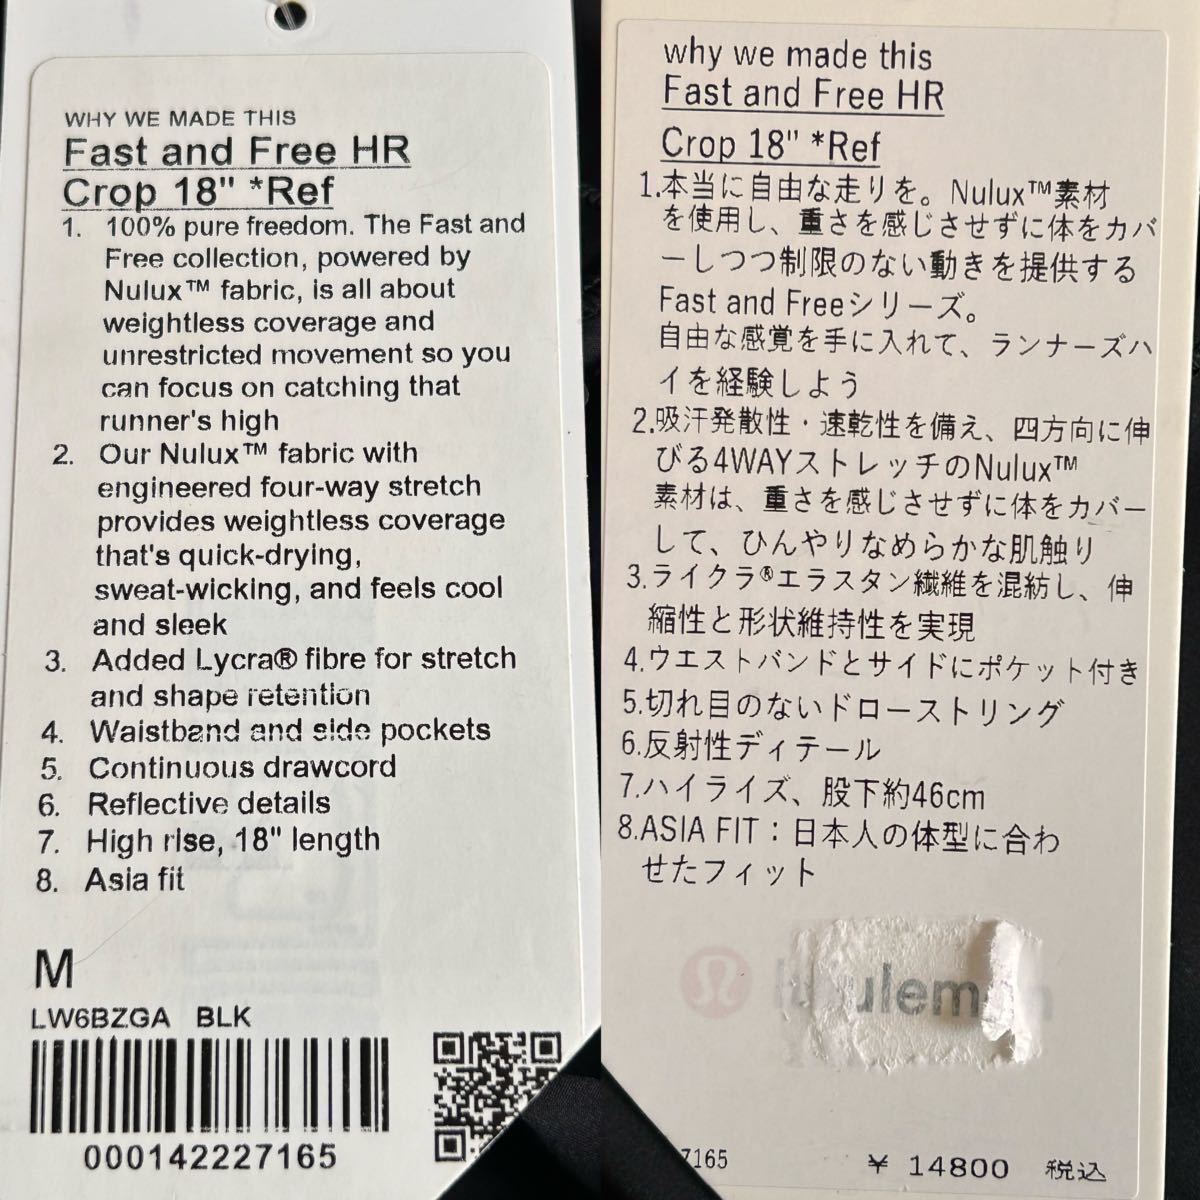 WHY WE MADE THIS
Fast and Free HR
Crop 18" *Ref
1. 100% pure freedom. The Fast and
Free collection, powered by
Nulux™ fabric, is all about
weightless coverage and
unrestricted movement so you
can focus on catching that
runner's high
2. Our Nulux™ fabric with
engineered four-way stretch
provides weightless coverage
that's quick-drying,
sweat-wicking, and feels cool
and sleek
3. Added Lycra® fibre for stretch
and shape retention
4. Waistband and side pockets
5. Continuous drawcord
6. Reflective details
7. High rise, 18" length
8. Asia fit
M
LW6BZGA BLK
000142227165
why we made this
Fast and Free HR
Crop 18" *Ref
1.本当に自由な走りを。Nulux™素材
を使用し、重さを感じさせずに体をカバ
ーしつつ制限のない動きを提供する
Fast and Freeシリーズ。
自由な感覚を手に入れて、ランナーズハ
イを経験しよう
2.吸汗発散性・速乾性を備え、四方向に伸
びる4WAYストレッチのNulux™
素材は、重さを感じさせずに体をカバー
して、ひんやりなめらかな肌触り
3.ライクラ®エラスタン繊維を混紡し、伸
縮性と形状維持性を実現
4.ウエストバンドとサイドにポケット付き
5.切れ目のないドローストリング
6.反射性ディテール
7.ハイライズ、股下約46cm
8.ASIA FIT：日本人の体型に合わ
せたフィット
7165
¥ 14800 税込